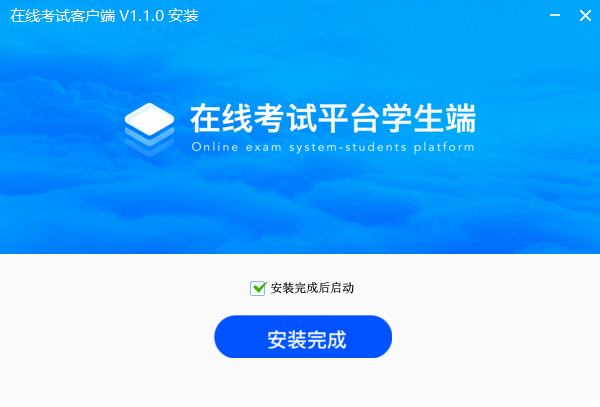 在线考试客户端 V1.1.0 安装
在线考试平台学生端
Online exam system-students platform
安装完成后启动
安装完成